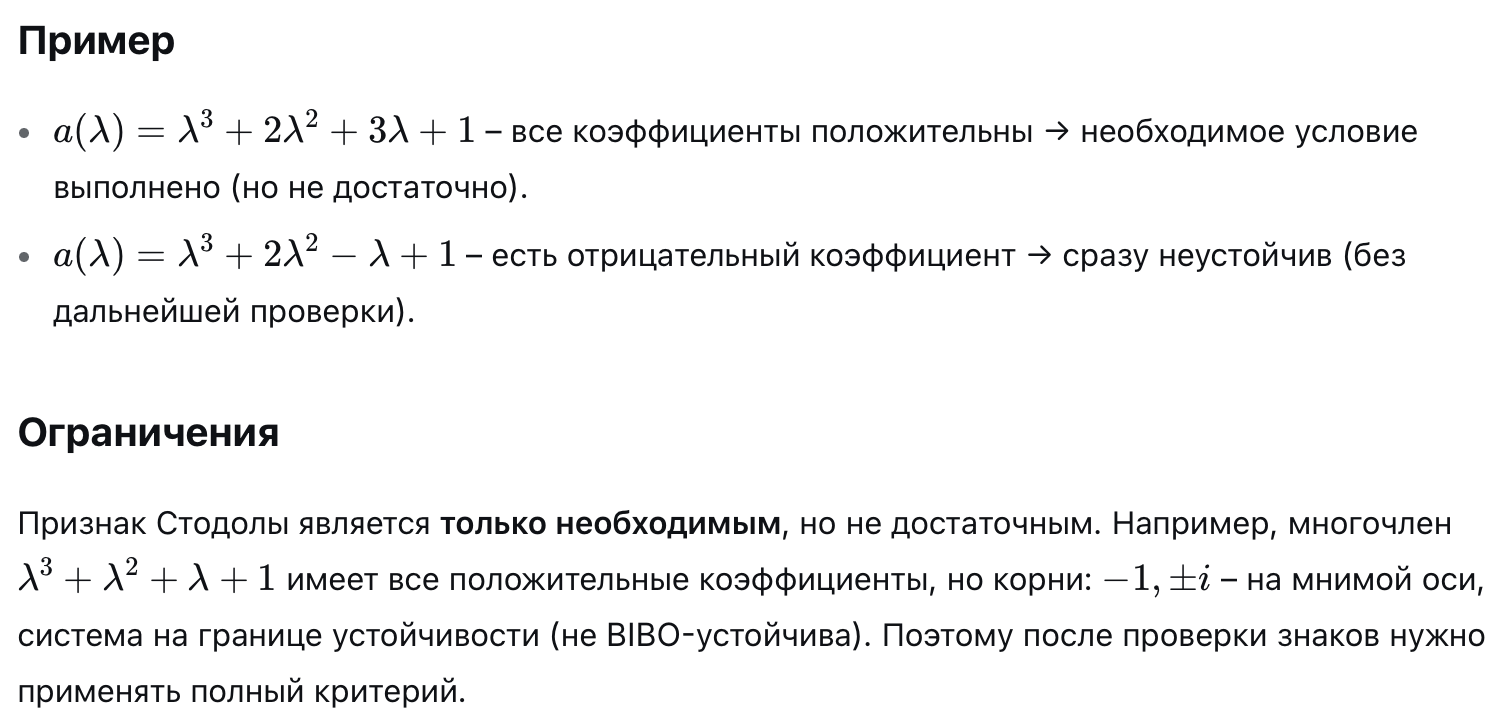 Пример
• a(λ) = λ³ + 2λ² + 3λ + 1 – все коэффициенты положительны → необходимое условие
выполнено (но не достаточно).
• a(λ) = λ³ + 2λ² − λ + 1 – есть отрицательный коэффициент → сразу неустойчив (без
дальнейшей проверки).
Ограничения
Признак Стодолы является только необходимым, но не достаточным. Например, многочлен
λ³ + λ² + λ + 1 имеет все положительные коэффициенты, но корни: −1, ±i – на мнимой оси,
система на границе устойчивости (не BIBO-устойчива). Поэтому после проверки знаков нужно
применять полный критерий.